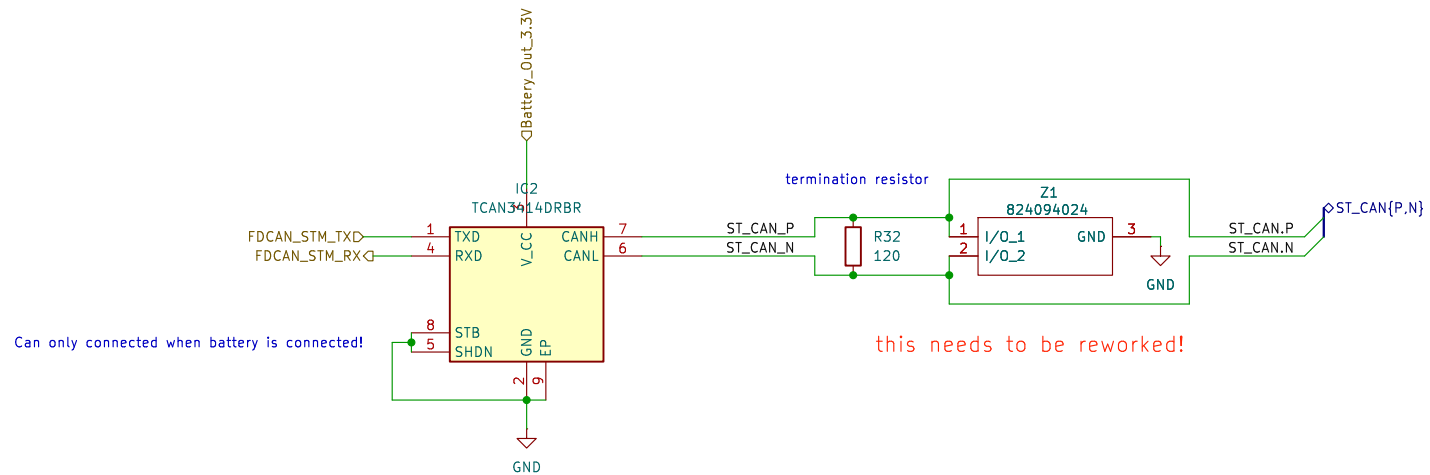 Battery_Out_3.3V
IC2
TCAN3414DRBR
3
FDCAN_STM_TX
FDCAN_STM_RX
1
4
TXD
RXD
V_CC
CANH
CANL
7
6
ST_CAN_P
ST_CAN_N
termination resistor
R32
120
Z1
824094024
1
2
I/O_1
I/O_2
GND
3
GND
ST_CAN.P
ST_CAN.N
ST_CAN{P,N}
Can only connected when battery is connected!
8
5
STB
SHDN
GND
EP
2
9
GND
this needs to be reworked!